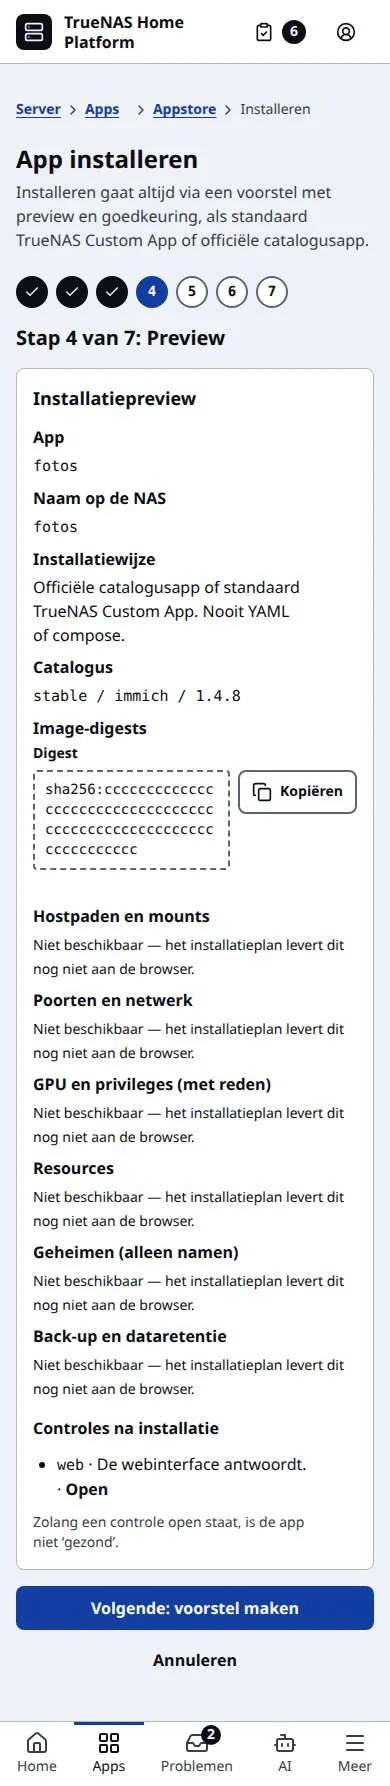 TrueNAS Home
Platform
6
Server > Apps > Appstore > Installeren
App installeren
Installeren gaat altijd via een voorstel met
preview en goedkeuring, als standaard
TrueNAS Custom App of officiële catalogusapp.
4 5 6 7
Stap 4 van 7: Preview
Installatiepreview
App
fotos
Naam op de NAS
fotos
Installatiewijze
Officiële catalogusapp of standaard
TrueNAS Custom App. Nooit YAML
of compose.
Catalogus
stable / immich / 1.4.8
Image-digests
Digest
sha256:ccccccccccccc
cccccccccccccccccccc
cccccccccccccccccccc
ccccccccccc
Kopiëren
Hostpaden en mounts
Niet beschikbaar — het installatieplan levert dit
nog niet aan de browser.
Poorten en netwerk
Niet beschikbaar — het installatieplan levert dit
nog niet aan de browser.
GPU en privileges (met reden)
Niet beschikbaar — het installatieplan levert dit
nog niet aan de browser.
Resources
Niet beschikbaar — het installatieplan levert dit
nog niet aan de browser.
Geheimen (alleen namen)
Niet beschikbaar — het installatieplan levert dit
nog niet aan de browser.
Back-up en dataretentie
Niet beschikbaar — het installatieplan levert dit
nog niet aan de browser.
Controles na installatie
• web · De webinterface antwoordt.
· Open
Zolang een controle open staat, is de app
niet ‘gezond’.
Volgende: voorstel maken
Annuleren
2
Home Apps Problemen AI Meer